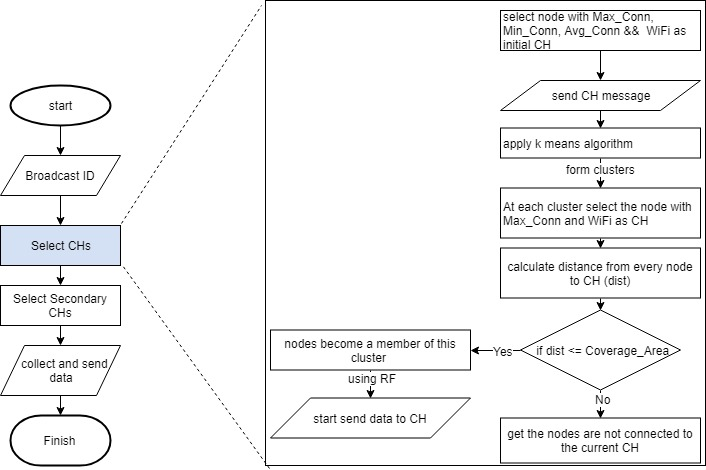 start
Broadcast ID
Select CHs
Select Secondary
CHs
collect and send
data
Finish
select node with Max_Conn,
Min_Conn, Avg_Conn && WiFi as
initial CH
send CH message
apply k means algorithm
form clusters
At each cluster select the node with
Max_Conn and WiFi as CH
calculate distance from every node
to CH (dist)
if dist <= Coverage_Area
Yes
nodes become a member of this
cluster
using RF
start send data to CH
No
get the nodes are not connected to
the current CH